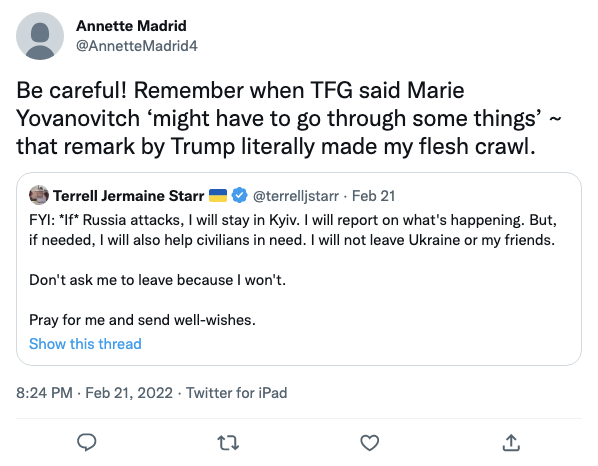 Annette Madrid
@AnnetteMadrid4
Be careful! Remember when TFG said Marie
Yovanovitch ‘might have to go through some things’ ~
that remark by Trump literally made my flesh crawl.
Terrell Jermaine Starr 🇺🇦 @terrelljstarr · Feb 21
FYI: *If* Russia attacks, I will stay in Kyiv. I will report on what's happening. But,
if needed, I will also help civilians in need. I will not leave Ukraine or my friends.
Don't ask me to leave because I won't.
Pray for me and send well-wishes.
Show this thread
8:24 PM · Feb 21, 2022 · Twitter for iPad